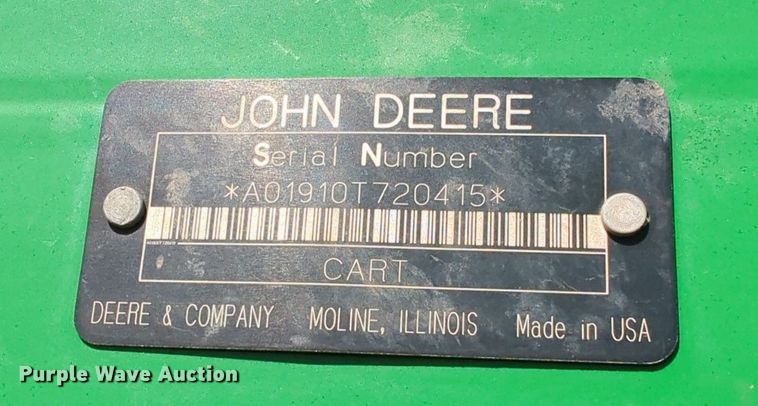 JOHN DEERE
Serial Number
*A01910T720415*
CART
DEERE & COMPANY MOLINE, ILLINOIS Made in USA
Purple Wave Auction